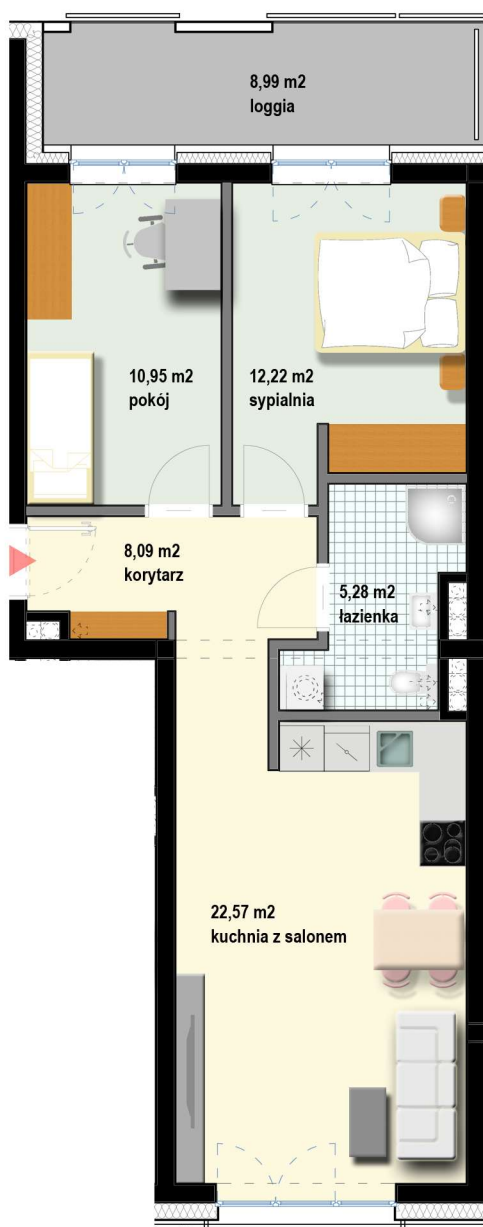 8,99 m2
loggia
10,95 m2
pokój
12,22 m2
sypialnia
8,09 m2
korytarz
5,28 m2
łazienka
22,57 m2
kuchnia z salonem